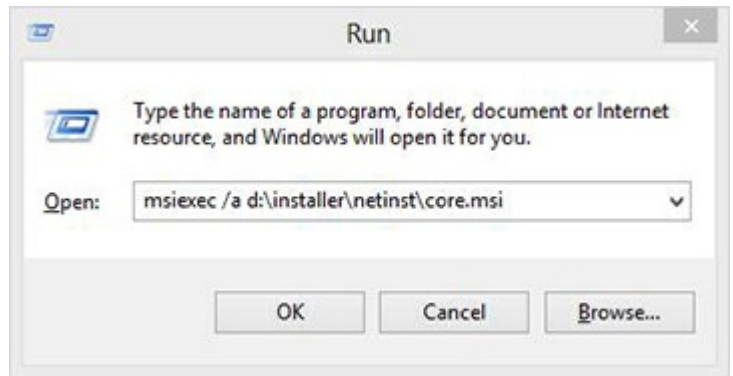 Run
Type the name of a program, folder, document or Internet
resource, and Windows will open it for you.
Open: msiexec /a d:\installer\netinst\core.msi
OK Cancel Browse...